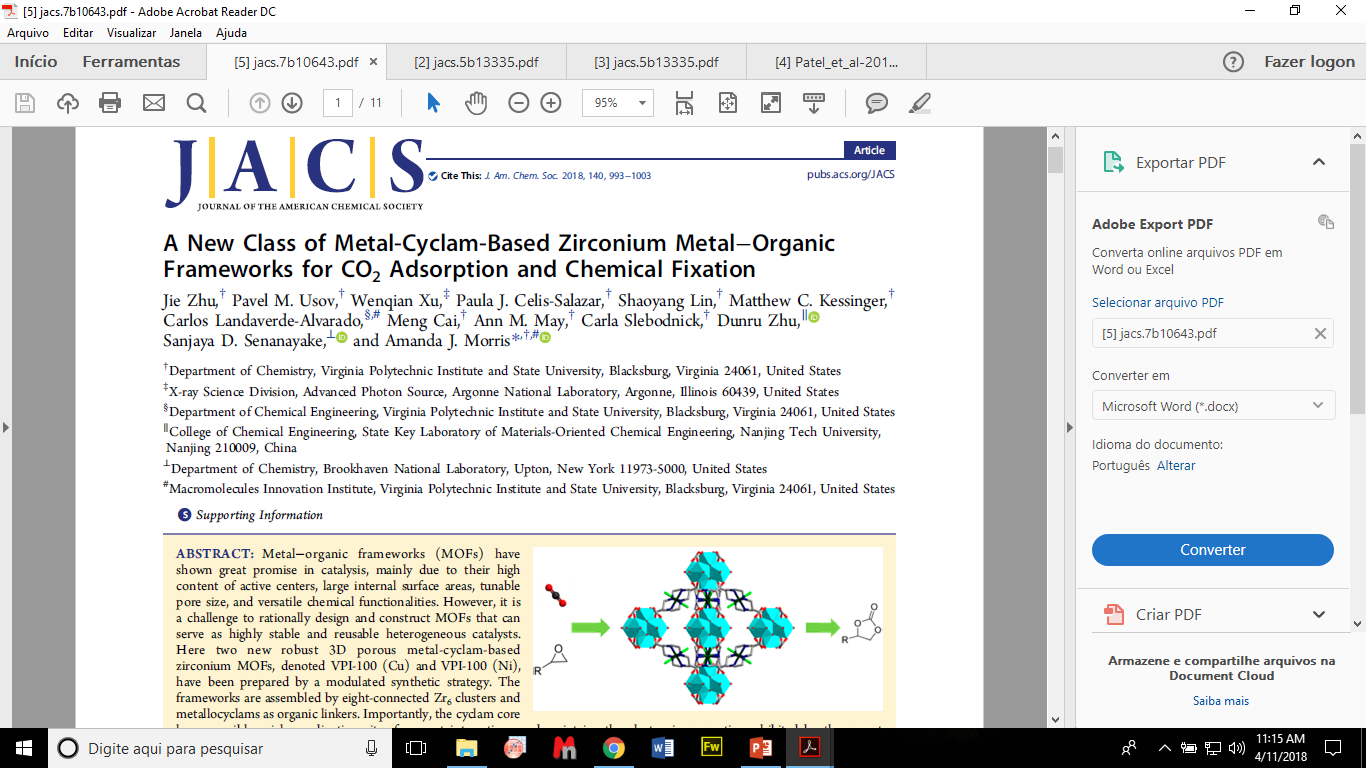 [5] jacs.7b10643.pdf - Adobe Acrobat Reader DC
Arquivo Editar Visualizar Janela Ajuda
Início Ferramentas [5] jacs.7b10643.pdf × [2] jacs.5b13335.pdf [3] jacs.5b13335.pdf [4] Patel_et_al-201... Fazer logon
1 / 11 95%
JACS
JOURNAL OF THE AMERICAN CHEMICAL SOCIETY
Article
Cite This: J. Am. Chem. Soc. 2018, 140, 993−1003
pubs.acs.org/JACS
A New Class of Metal-Cyclam-Based Zirconium Metal−Organic
Frameworks for CO₂ Adsorption and Chemical Fixation
Jie Zhu,† Pavel M. Usov,† Wenqian Xu,‡ Paula J. Celis-Salazar,† Shaoyang Lin,† Matthew C. Kessinger,†
Carlos Landaverde-Alvarado,§,# Meng Cai,† Ann M. May,† Carla Slebodnick,† Dunru Zhu,∥
Sanjaya D. Senanayake,⊥ and Amanda J. Morris*,†,#
†Department of Chemistry, Virginia Polytechnic Institute and State University, Blacksburg, Virginia 24061, United States
‡X-ray Science Division, Advanced Photon Source, Argonne National Laboratory, Argonne, Illinois 60439, United States
§Department of Chemical Engineering, Virginia Polytechnic Institute and State University, Blacksburg, Virginia 24061, United States
∥College of Chemical Engineering, State Key Laboratory of Materials-Oriented Chemical Engineering, Nanjing Tech University,
Nanjing 210009, China
⊥Department of Chemistry, Brookhaven National Laboratory, Upton, New York 11973-5000, United States
#Macromolecules Innovation Institute, Virginia Polytechnic Institute and State University, Blacksburg, Virginia 24061, United States
S Supporting Information
ABSTRACT: Metal−organic frameworks (MOFs) have
shown great promise in catalysis, mainly due to their high
content of active centers, large internal surface areas, tunable
pore size, and versatile chemical functionalities. However, it is
a challenge to rationally design and construct MOFs that can
serve as highly stable and reusable heterogeneous catalysts.
Here two new robust 3D porous metal-cyclam-based
zirconium MOFs, denoted VPI-100 (Cu) and VPI-100 (Ni),
have been prepared by a modulated synthetic strategy. The
frameworks are assembled by eight-connected Zr₆ clusters and
metallocyclams as organic linkers. Importantly, the cyclam core
R O
O O O R
Exportar PDF
Adobe Export PDF
Converta online arquivos PDF em
Word ou Excel
Selecionar arquivo PDF
[5] jacs.7b10643.pdf
Converter em
Microsoft Word (*.docx)
Idioma do documento:
Português Alterar
Converter
Criar PDF
Armazene e compartilhe arquivos na
Document Cloud
Saiba mais
Digite aqui para pesquisar
Fw
11:15 AM
4/11/2018